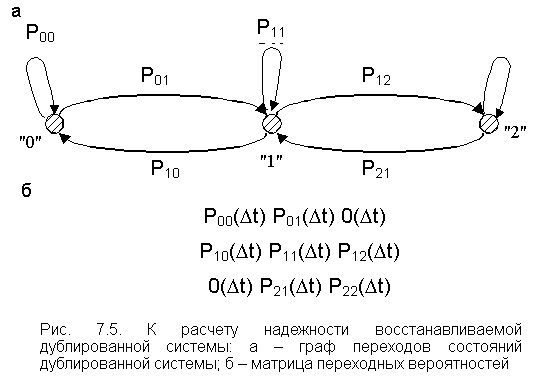 а
P00
P11
P01
P12
"0"
"1"
"2"
P10
P21
б
P00(Δt) P01(Δt) 0(Δt)
P10(Δt) P11(Δt) P12(Δt)
0(Δt) P21(Δt) P22(Δt)
Рис. 7.5. К расчету надежности восстанавливаемой
дублированной системы: а – граф переходов состояний
дублированной системы; б – матрица переходных вероятностей